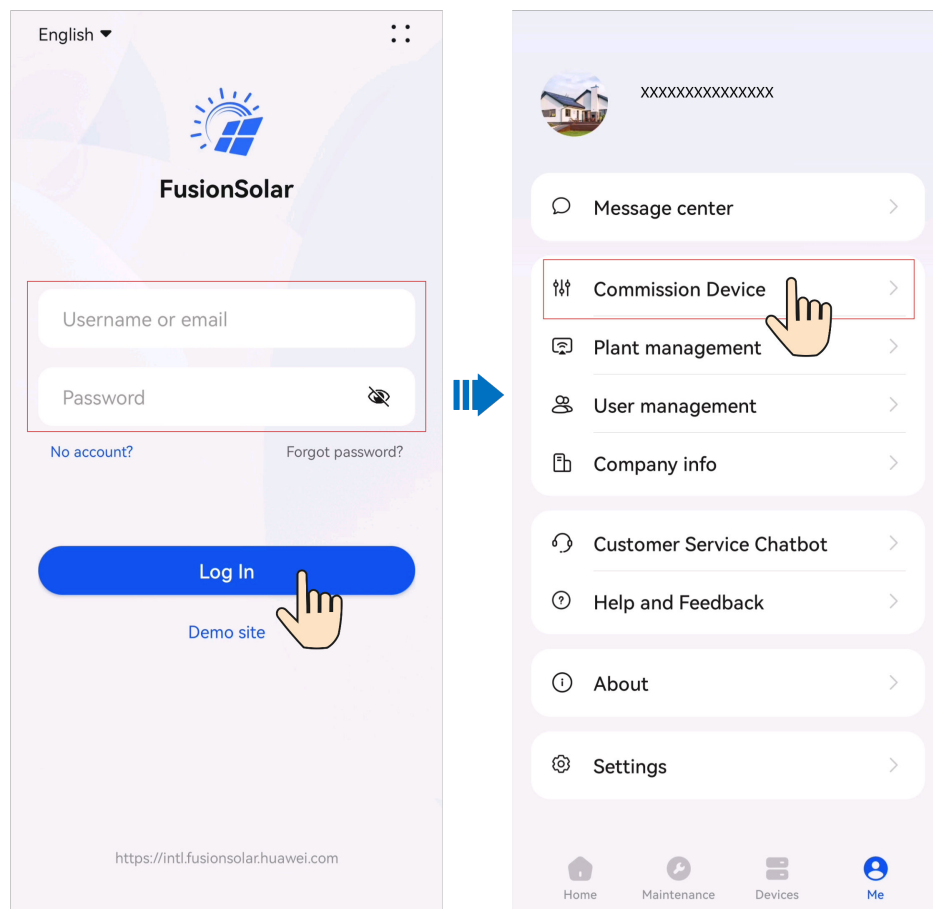 English
FusionSolar
Username or email
Password
No account?
Forgot password?
Log In
Demo site
https://intl.fusionsolar.huawei.com
XXXXXXXXXXXXXXX
Message center
Commission Device
Plant management
User management
Company info
Customer Service Chatbot
Help and Feedback
About
Settings
Home
Maintenance
Devices
Me